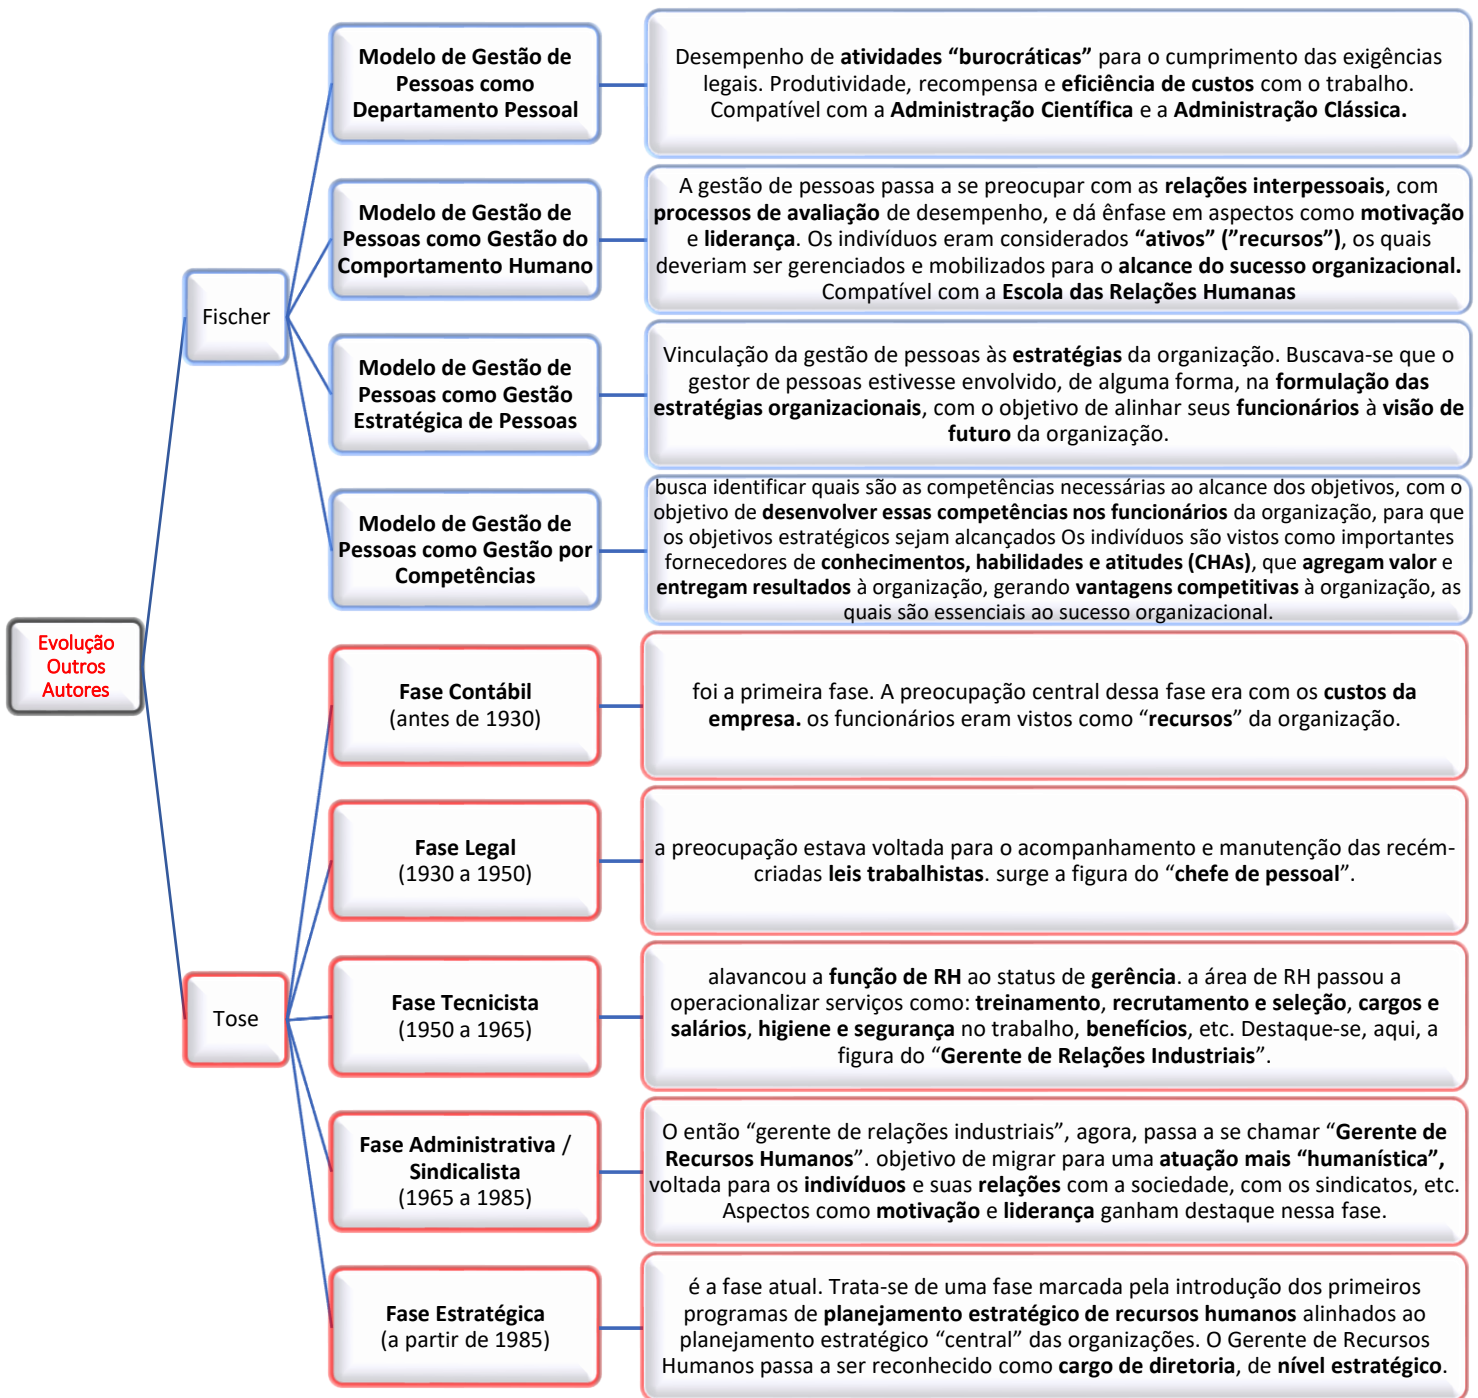 Evolução
Outros
Autores
Fischer
Modelo de Gestão de
Pessoas como
Departamento Pessoal
Desempenho de atividades “burocráticas” para o cumprimento das exigências
legais. Produtividade, recompensa e eficiência de custos com o trabalho.
Compatível com a Administração Científica e a Administração Clássica.
Modelo de Gestão de
Pessoas como Gestão do
Comportamento Humano
A gestão de pessoas passa a se preocupar com as relações interpessoais, com
processos de avaliação de desempenho, e dá ênfase em aspectos como motivação
e liderança. Os indivíduos eram considerados “ativos” (”recursos”), os quais
deveriam ser gerenciados e mobilizados para o alcance do sucesso organizacional.
Compatível com a Escola das Relações Humanas
Modelo de Gestão de
Pessoas como Gestão
Estratégica de Pessoas
Vinculação da gestão de pessoas às estratégias da organização. Buscava-se que o
gestor de pessoas estivesse envolvido, de alguma forma, na formulação das
estratégias organizacionais, com o objetivo de alinhar seus funcionários à visão de
futuro da organização.
Modelo de Gestão de
Pessoas como Gestão por
Competências
busca identificar quais são as competências necessárias ao alcance dos objetivos, com o
objetivo de desenvolver essas competências nos funcionários da organização, para que
os objetivos estratégicos sejam alcançados Os indivíduos são vistos como importantes
fornecedores de conhecimentos, habilidades e atitudes (CHAs), que agregam valor e
entregam resultados à organização, gerando vantagens competitivas à organização, as
quais são essenciais ao sucesso organizacional.
Tose
Fase Contábil
(antes de 1930)
foi a primeira fase. A preocupação central dessa fase era com os custos da
empresa. os funcionários eram vistos como “recursos” da organização.
Fase Legal
(1930 a 1950)
a preocupação estava voltada para o acompanhamento e manutenção das recém-
criadas leis trabalhistas. surge a figura do “chefe de pessoal”.
Fase Tecnicista
(1950 a 1965)
alavancou a função de RH ao status de gerência. a área de RH passou a
operacionalizar serviços como: treinamento, recrutamento e seleção, cargos e
salários, higiene e segurança no trabalho, benefícios, etc. Destaque-se, aqui, a
figura do “Gerente de Relações Industriais”.
Fase Administrativa /
Sindicalista
(1965 a 1985)
O então “gerente de relações industriais”, agora, passa a se chamar “Gerente de
Recursos Humanos”. objetivo de migrar para uma atuação mais “humanística”,
voltada para os indivíduos e suas relações com a sociedade, com os sindicatos, etc.
Aspectos como motivação e liderança ganham destaque nessa fase.
Fase Estratégica
(a partir de 1985)
é a fase atual. Trata-se de uma fase marcada pela introdução dos primeiros
programas de planejamento estratégico de recursos humanos alinhados ao
planejamento estratégico “central” das organizações. O Gerente de Recursos
Humanos passa a ser reconhecido como cargo de diretoria, de nível estratégico.